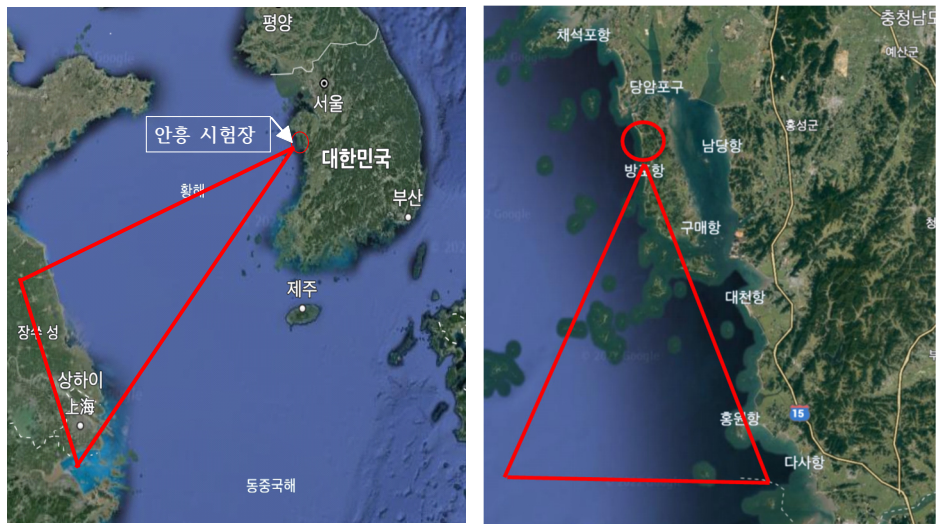 평양
Google
서울
안흥 시험장
대한민국
황해
부산
제주
장쑤 성
상하이
上海
동중국해
채석포항
충청남도
예산군
당암포구
홍성군
남당항
방포항
구매항
대천항
© 2022 Google
홍원항
15
다사항